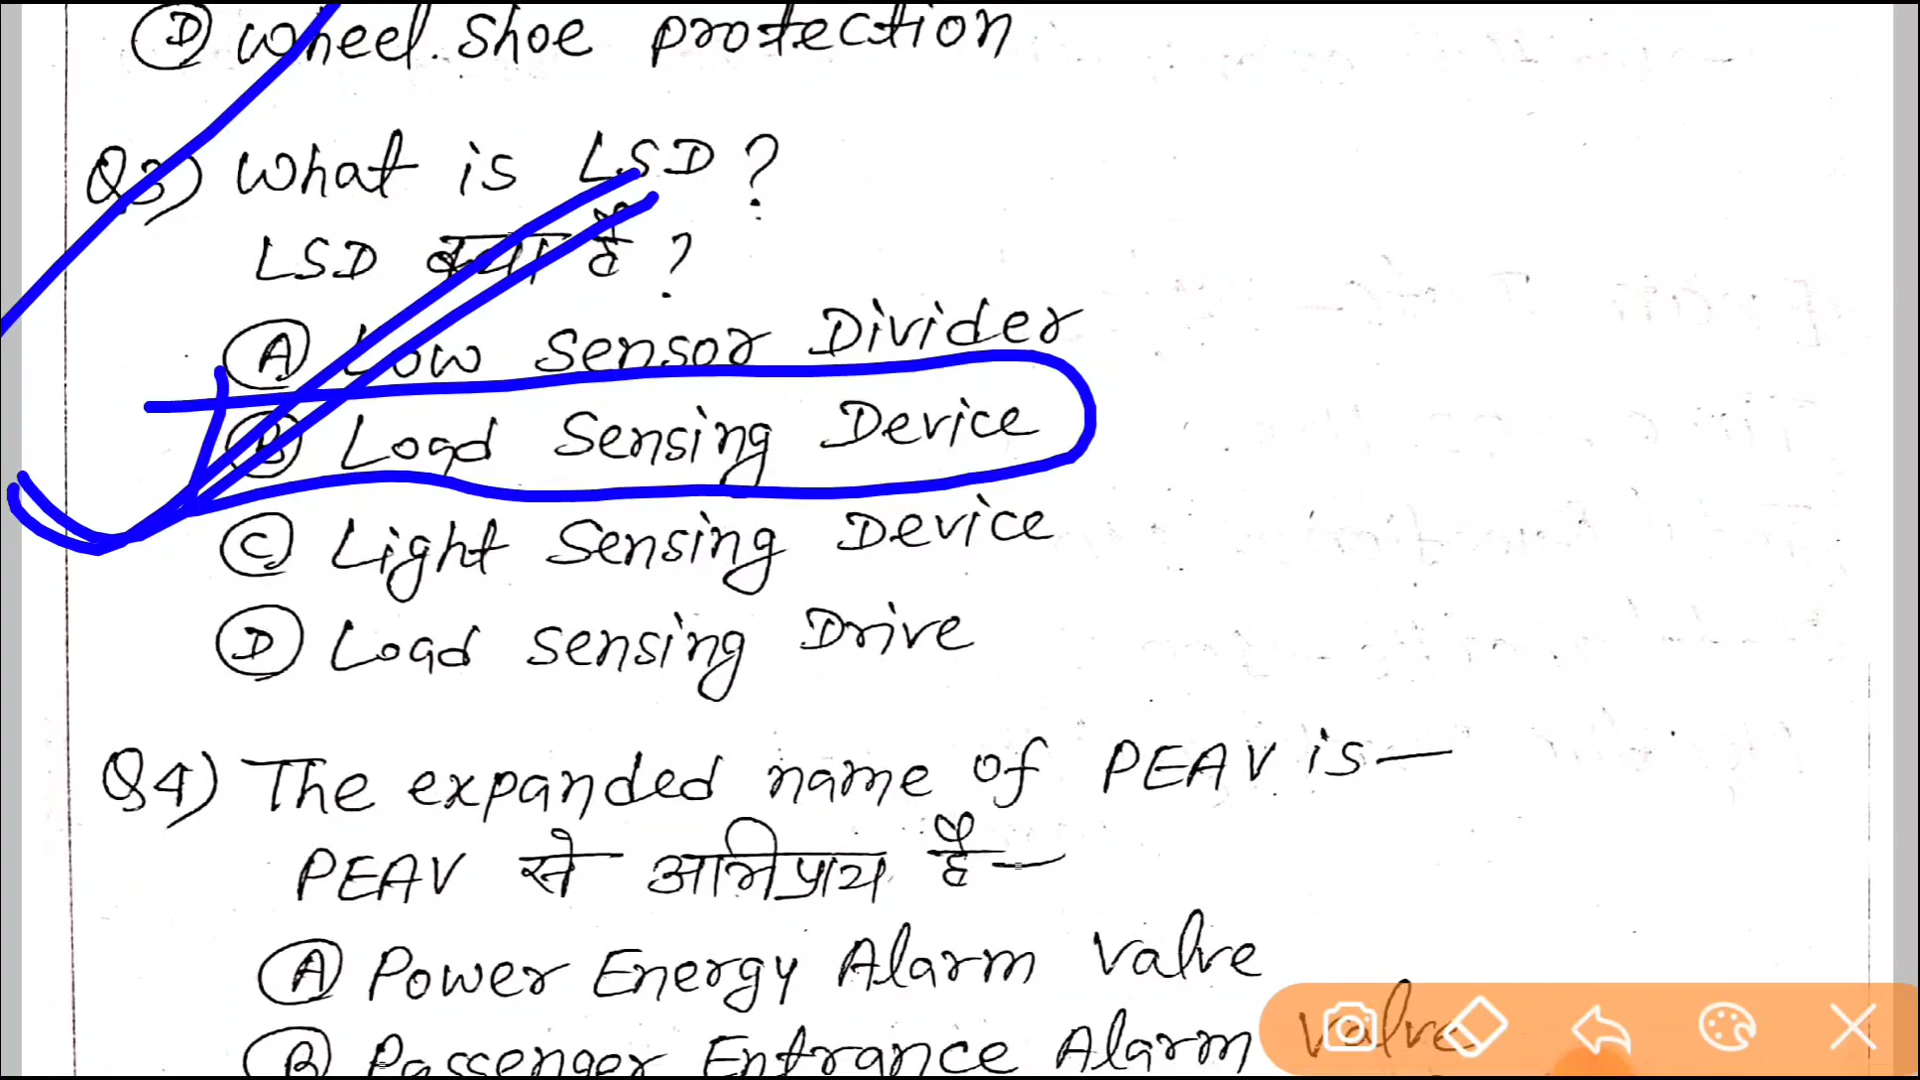 D wheel shoe protection
Q3) What is LSD ?
LSD क्या है ?
A Low Sensor Divider
B Load Sensing Device
C Light Sensing Device
D Load sensing Drive
Q4) The expanded name of PEAV is —
PEAV से अभिप्राय है —
A Power Energy Alarm Valve
B Passenger Entrance Alarm Valve